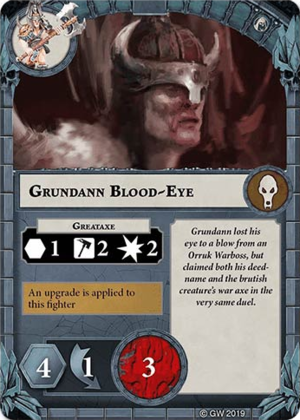 Grundann Blood-Eye
Greataxe
1 2 2
Grundann lost his
eye to a blow from an
Orruk Warboss, but
claimed both his deed-
name and the brutish
creature's war axe in the
very same duel.
An upgrade is applied to
this fighter
4 1 3
© GW 2019